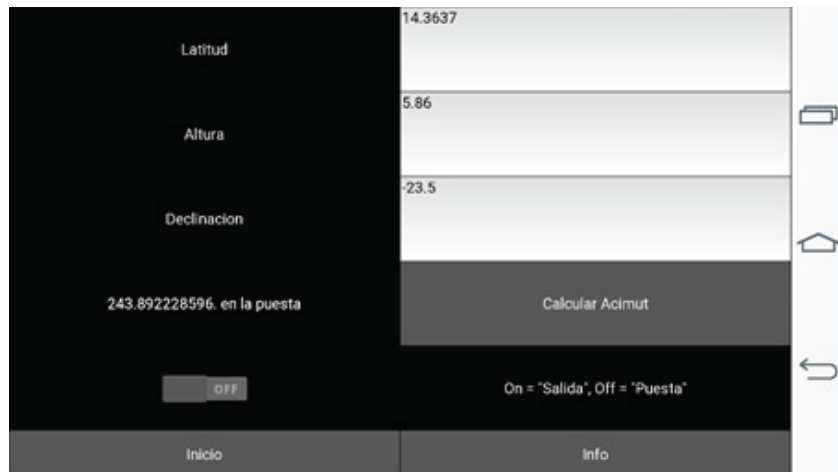 Latitud
14.3637
Altura
5.86
Declinacion
-23.5
243.892228596. en la puesta
Calcular Acimut
OFF
On = "Salida", Off = "Puesta"
Inicio
Info